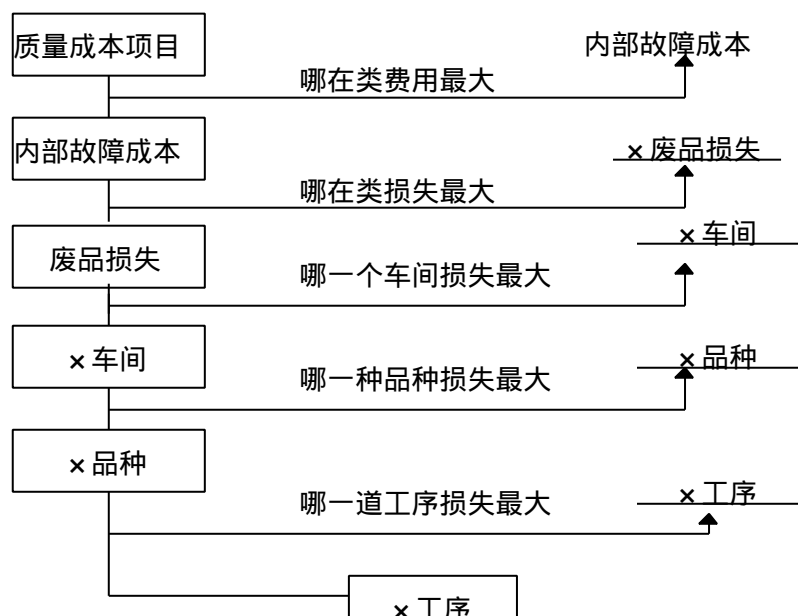 质量成本项目
内部故障成本
哪在类费用最大
内部故障成本
×废品损失
哪在类损失最大
×车间
废品损失
哪一个车间损失最大
×车间
×品种
哪一种品种损失最大
×品种
哪一道工序损失最大
×工序
×工序